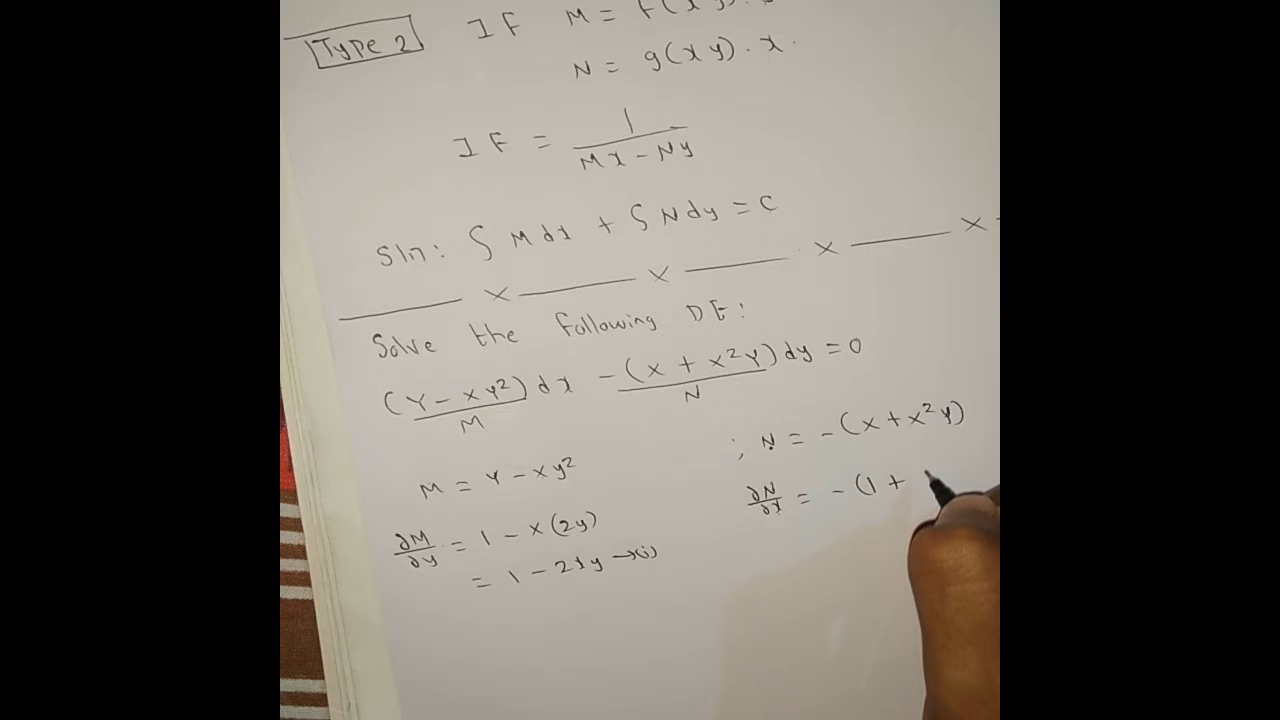 Type 2 IF M = f(xy).
N = g(xy).x.
IF = 1/(Mx - Ny)
Sln: ∫ M dx + ∫ N dy = C
Solve the following DE:
(Y - XY²) dx - (X + X²Y) dy = 0
M N
M = Y - Xy² ; N = -(X + X²y)
∂M/∂y = 1 - X(2y) ∂N/∂x = -(1 +
= 1 - 2xy → (i)